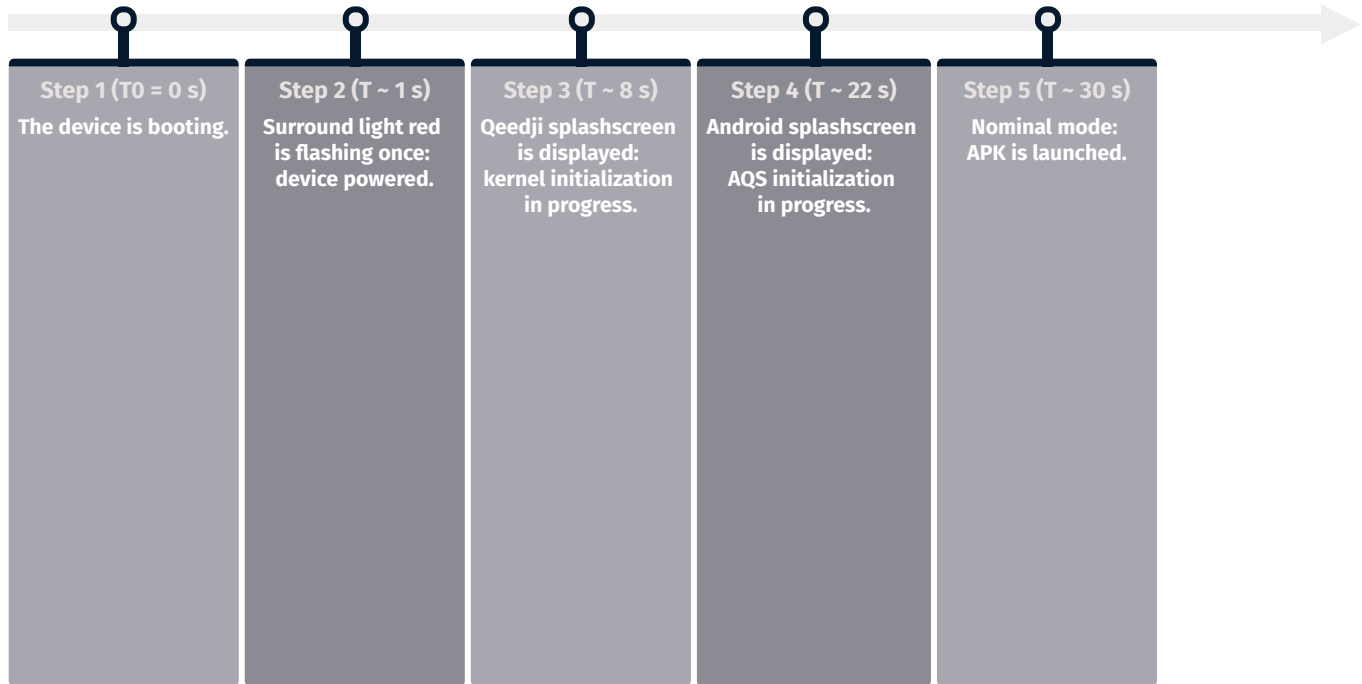 Step 1 (T0 = 0 s)
The device is booting.
Step 2 (T ~ 1 s)
Surround light red
is flashing once:
device powered.
Step 3 (T ~ 8 s)
Qeedji splashscreen
is displayed:
kernel initialization
in progress.
Step 4 (T ~ 22 s)
Android splashscreen
is displayed:
AQS initialization
in progress.
Step 5 (T ~ 30 s)
Nominal mode:
APK is launched.